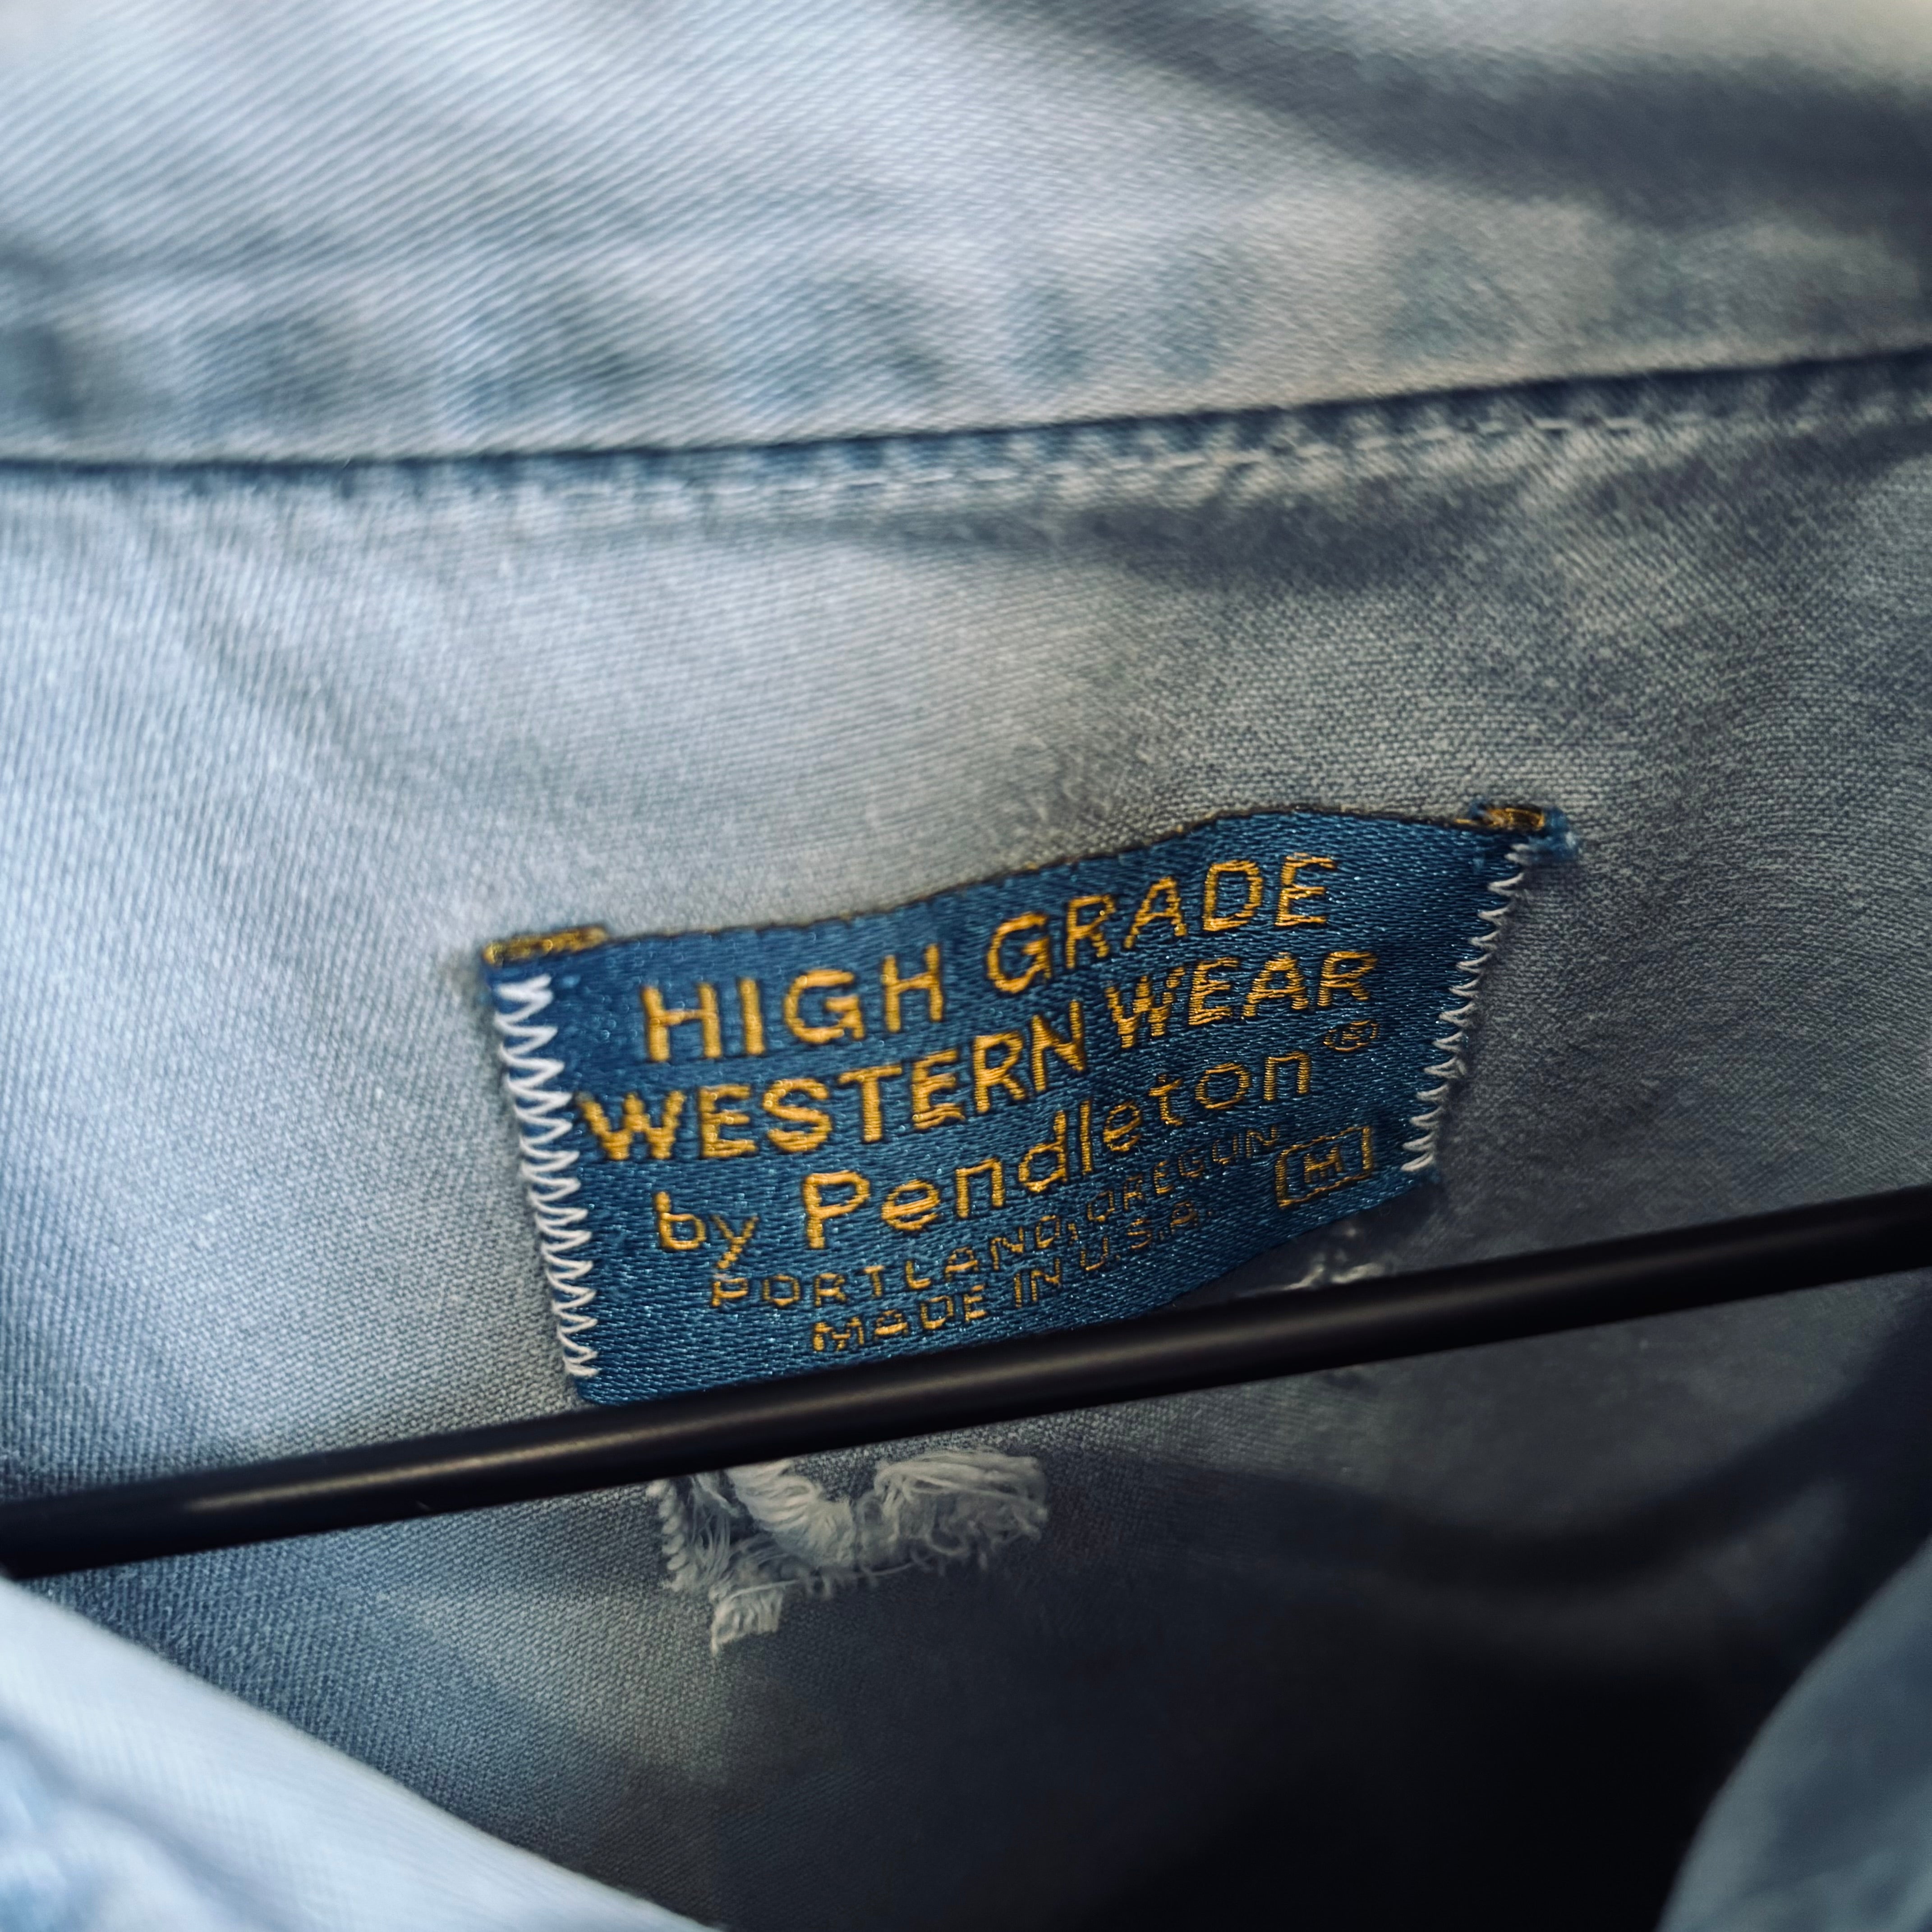 HIGH GRADE
WESTERN WEAR
by Pendleton®
PORTLAND, OREGON
MADE IN U.S.A. M